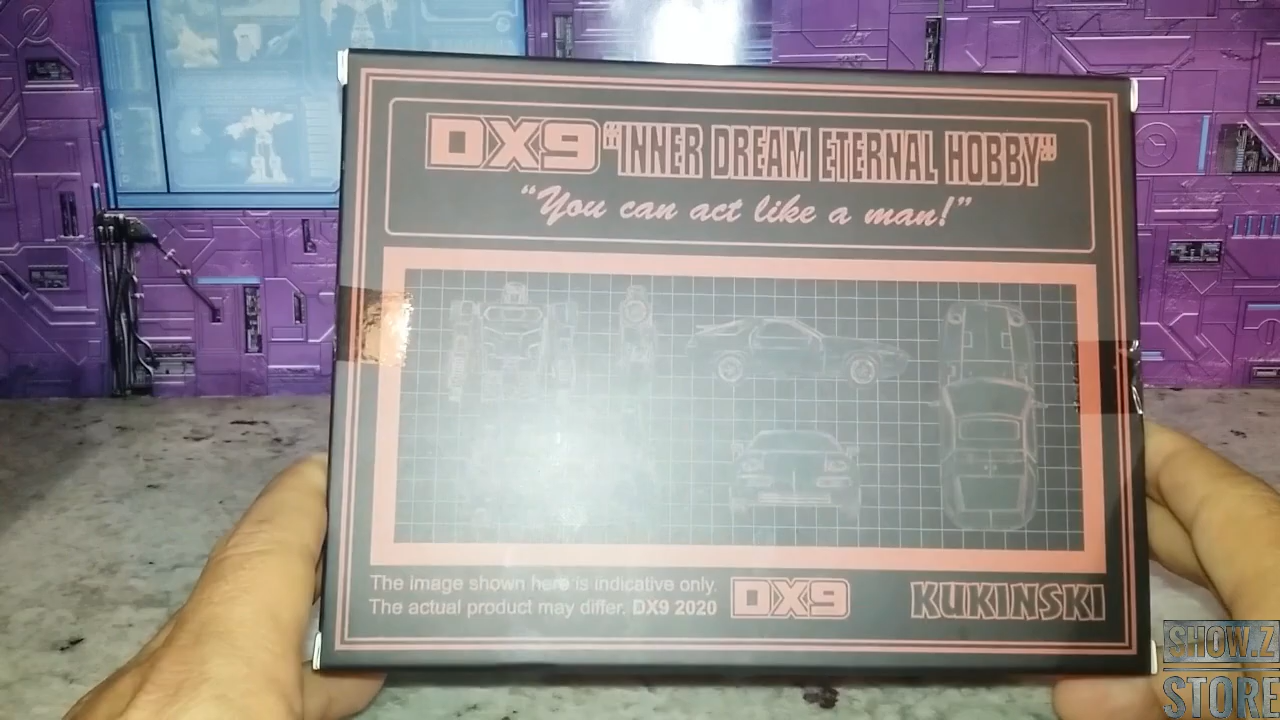 DX9 "INNER DREAM ETERNAL HOBBY"
"You can act like a man!"
The image shown here is indicative only.
The actual product may differ. DX9 2020
DX9
KUKINSKI
SHOW.Z
STORE